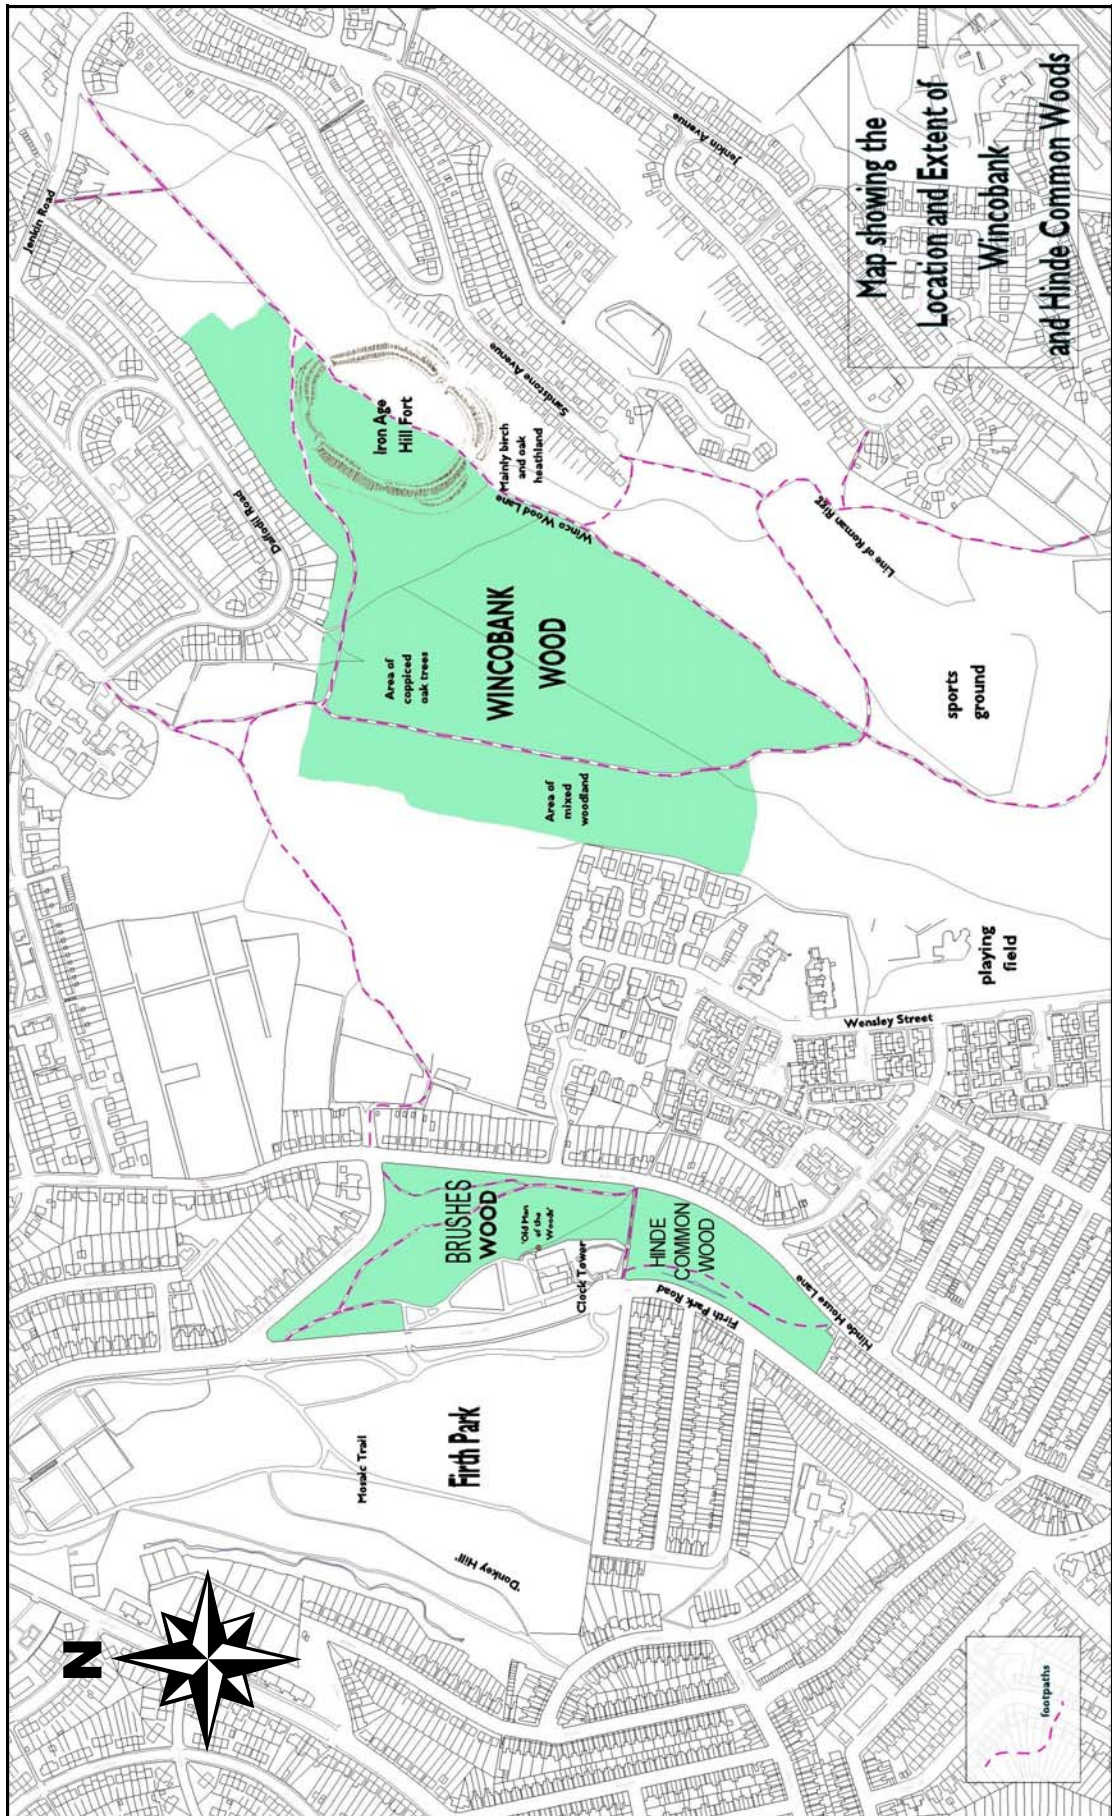 Map showing the
Location and Extent of
Wincobank
and Hinde Common Woods
N
Jenkin Road
Jenkin Avenue
Daffodil Road
Iron Age
Hill Fort
Sandstone Avenue
Mainly birch
and oak
heathland
Winco Wood Lane
Line of Roman Rigg
Area of
coppiced
oak trees
WINCOBANK
WOOD
Area of
mixed
woodland
sports
ground
playing
field
Wensley Street
BRUSHES
WOOD
'Old Man
of the
Woods'
Clock Tower
HINDE
COMMON
WOOD
Firth Park Road
Hinde House Lane
Mosaic Trail
Firth Park
'Donkey Hill'
footpaths